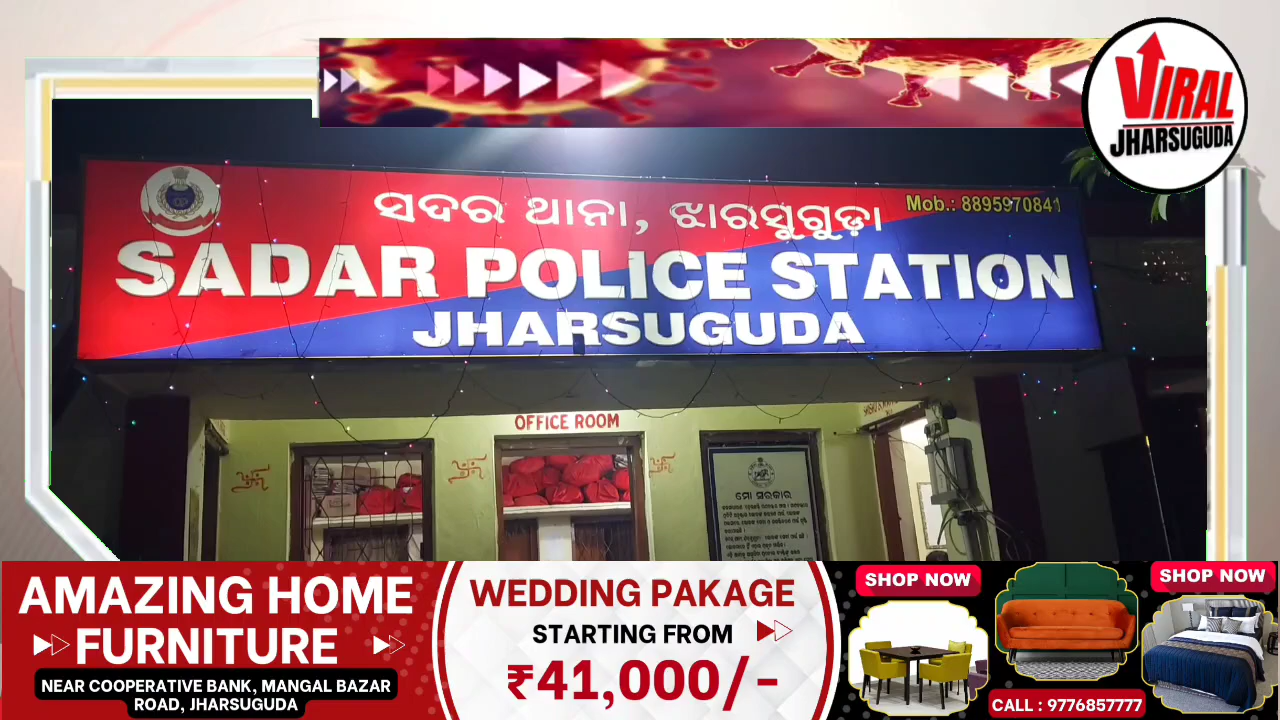 VIRAL
JHARSUGUDA
ସଦର ଥାନା, ଝାରସୁଗୁଡ଼ା
Mob.: 8895970841
SADAR POLICE STATION
JHARSUGUDA
OFFICE ROOM
ମୋ ସରକାର
AMAZING HOME
FURNITURE
NEAR COOPERATIVE BANK, MANGAL BAZAR
ROAD, JHARSUGUDA
WEDDING PAKAGE
STARTING FROM
₹41,000/-
SHOP NOW
SHOP NOW
CALL : 9776857777